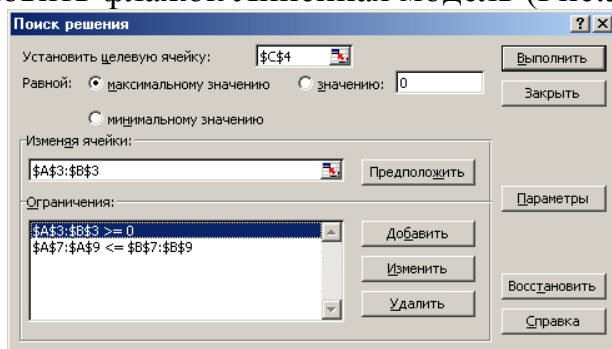 Поиск решения
Установить целевую ячейку: $C$4
Выполнить
Равной: максимальному значению значению: 0
Закрыть
минимальному значению
Изменяя ячейки:
$A$3:$B$3
Предположить
Параметры
Ограничения:
$A$3:$B$3 >= 0
$A$7:$A$9 <= $B$7:$B$9
Добавить
Изменить
Удалить
Восстановить
Справка